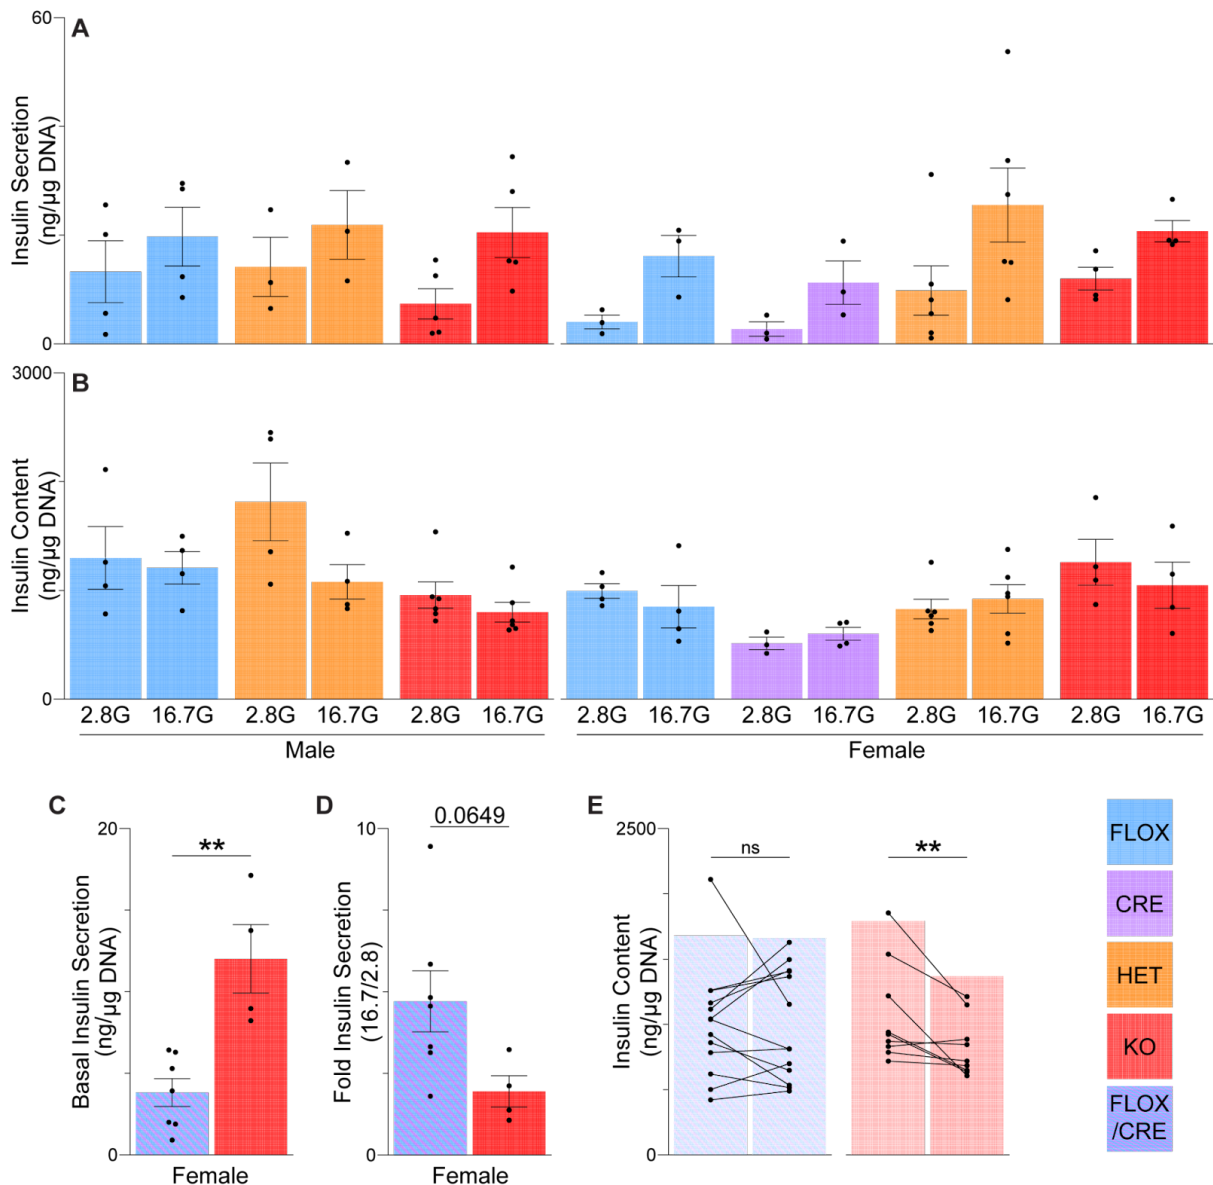 A
60
0
Insulin Secretion
(ng/µg DNA)
B
3000
0
Insulin Content
(ng/µg DNA)
2.8G 16.7G 2.8G 16.7G 2.8G 16.7G 2.8G 16.7G 2.8G 16.7G 2.8G 16.7G 2.8G 16.7G
Male Female
C
20
0
Basal Insulin Secretion
(ng/µg DNA)
**
Female
D
10
0
Fold Insulin Secretion
(16.7/2.8)
0.0649
Female
E
2500
0
Insulin Content
(ng/µg DNA)
ns
**
FLOX
CRE
HET
KO
FLOX
/CRE